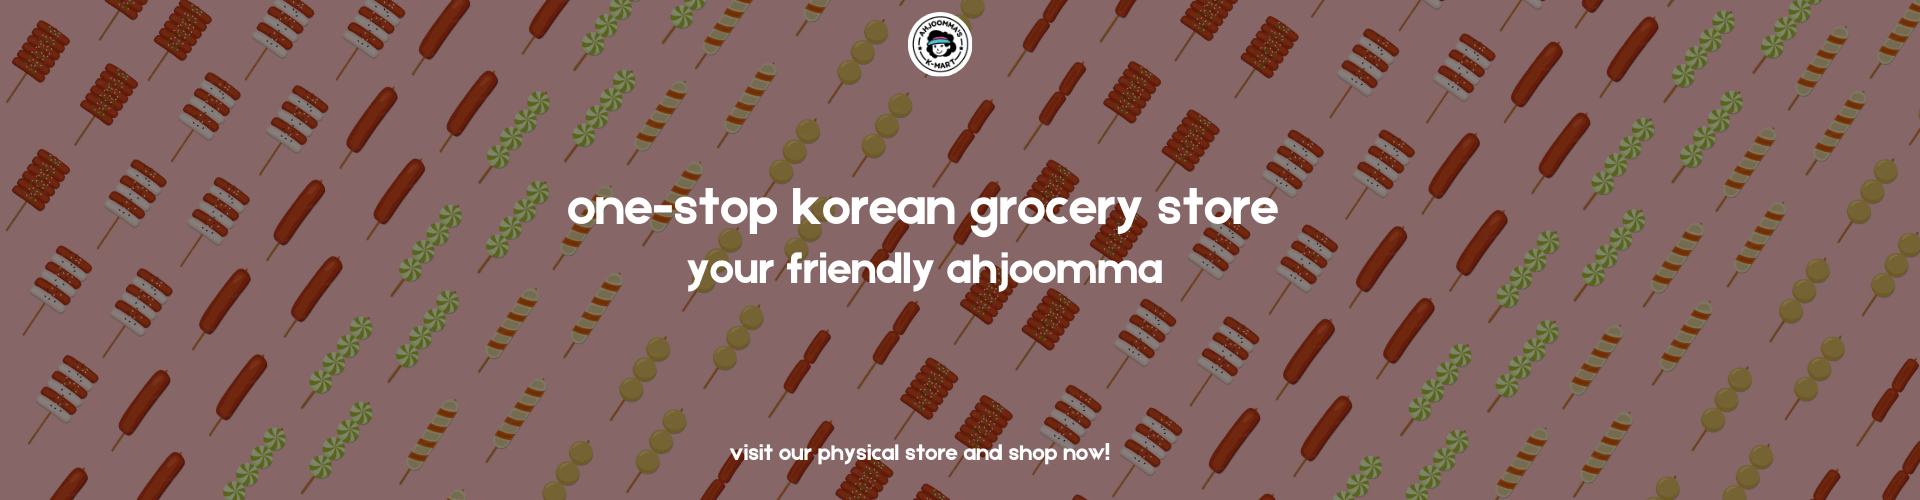 AHJOOMMA'S
K-MART
one-stop korean grocery store
your friendly ahjoomma
visit our physical store and shop now!